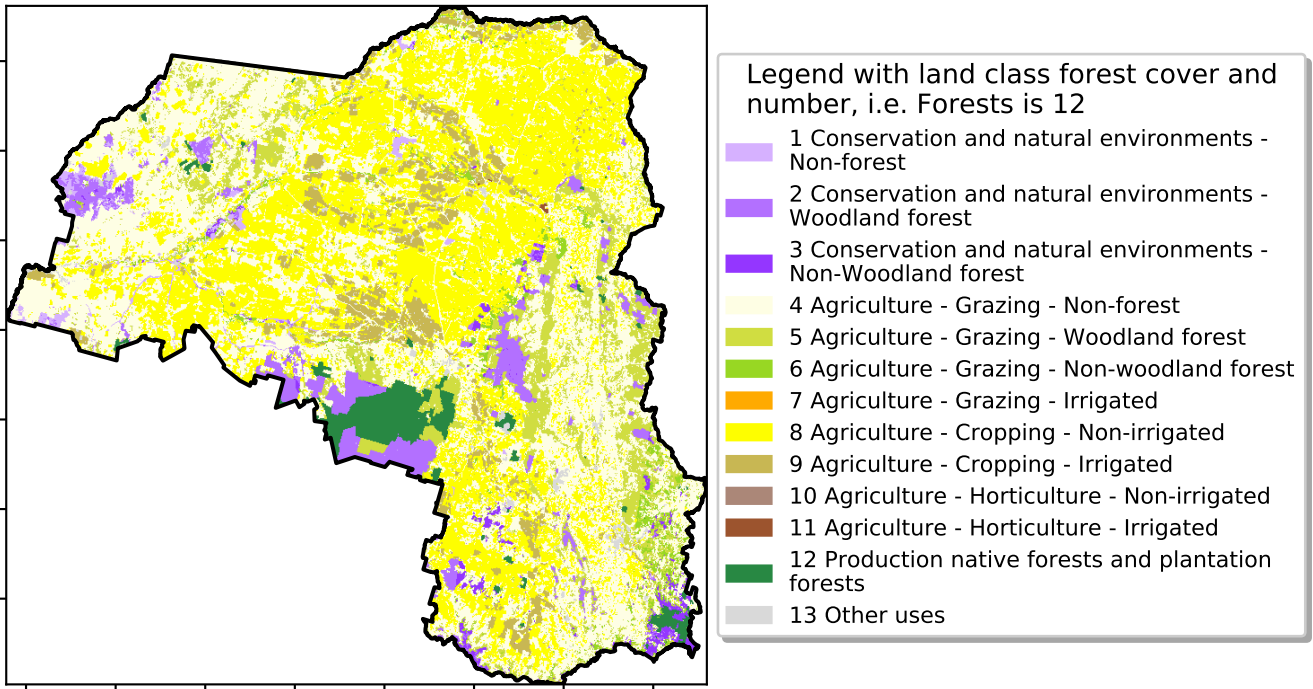 Legend with land class forest cover and
number, i.e. Forests is 12
1 Conservation and natural environments -
Non-forest
2 Conservation and natural environments -
Woodland forest
3 Conservation and natural environments -
Non-Woodland forest
4 Agriculture - Grazing - Non-forest
5 Agriculture - Grazing - Woodland forest
6 Agriculture - Grazing - Non-woodland forest
7 Agriculture - Grazing - Irrigated
8 Agriculture - Cropping - Non-irrigated
9 Agriculture - Cropping - Irrigated
10 Agriculture - Horticulture - Non-irrigated
11 Agriculture - Horticulture - Irrigated
12 Production native forests and plantation
forests
13 Other uses